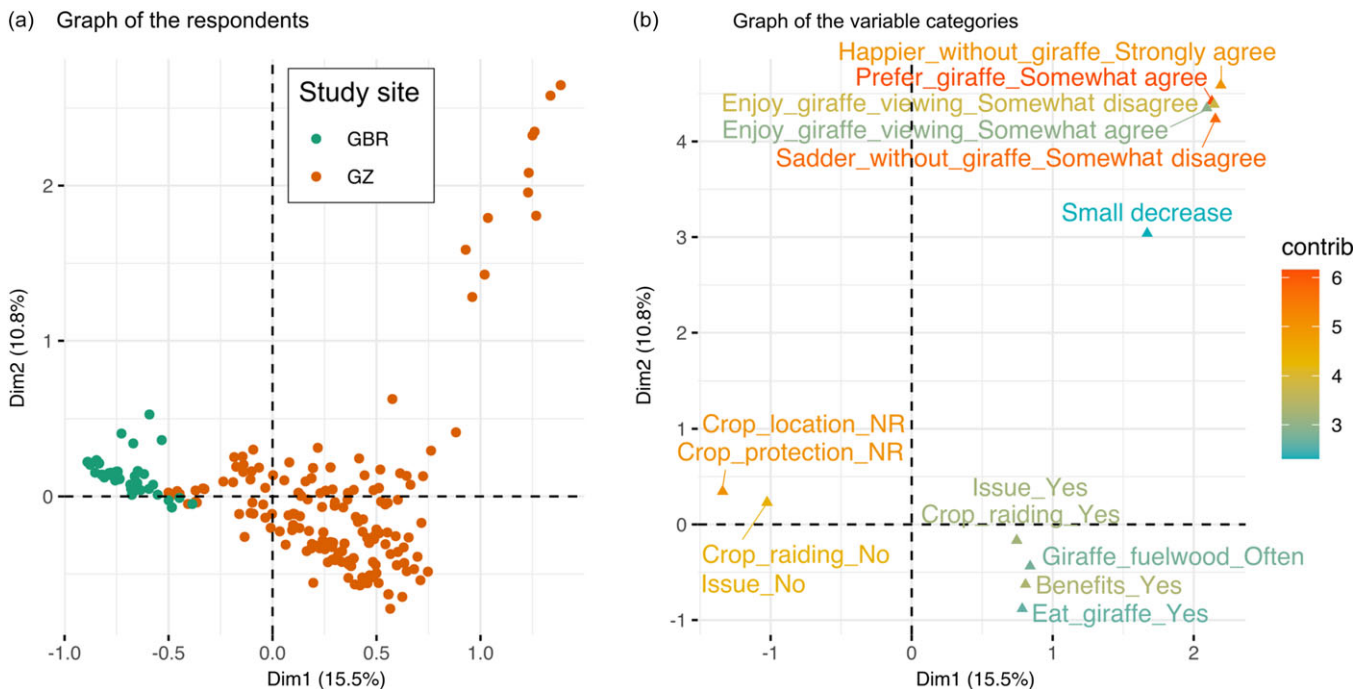 (a) Graph of the respondents
Study site
GBR
GZ
2
1
0
-1.0
-0.5
0.0
0.5
1.0
Dim1 (15.5%)
Dim2 (10.8%)
(b) Graph of the variable categories
Happier_without_giraffe_Strongly agree
Prefer_giraffe_Somewhat agree
Enjoy_giraffe_viewing_Somewhat disagree
Enjoy_giraffe_viewing_Somewhat agree
Sadder_without_giraffe_Somewhat disagree
Small decrease
Crop_location_NR
Crop_protection_NR
Issue_Yes
Crop_raiding_Yes
Crop_raiding_No
Issue_No
Giraffe_fuelwood_Often
Benefits_Yes
Eat_giraffe_Yes
4
3
2
1
0
-1
-1
0
1
2
Dim1 (15.5%)
Dim2 (10.8%)
contrib
6
5
4
3